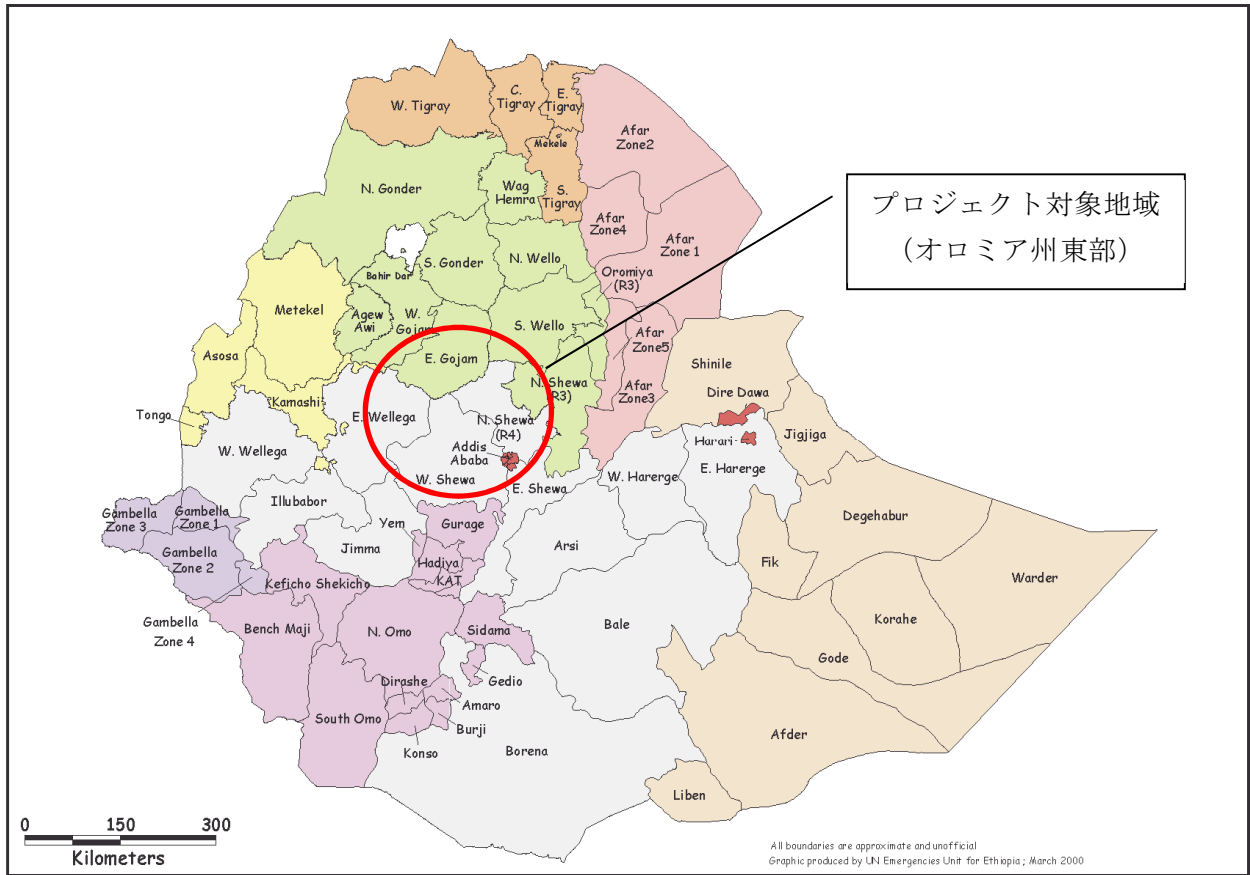 W. Tigray
C.
Tigray
E.
Tigray
Mekele
S.
Tigray
Afar
Zone2
N. Gonder
Wag
Hemra
Afar
Zone4
Afar
Zone 1
プロジェクト対象地域
（オロミア州東部）
Bahir Dar
S. Gonder
N. Wello
Oromiya
(R3)
Metekel
Agew
Awi
W.
Gojam
S. Wello
Afar
Zone5
Asosa
E. Gojam
N. Shewa
(R3)
Afar
Zone3
Shinile
Dire Dawa
Tongo
Kamashi
E. Wellega
N. Shewa
(R4)
Harari
Jigjiga
W. Wellega
Addis
Ababa
W. Shewa
E. Shewa
W. Harerge
E. Harerge
Illubabor
Gambella
Zone 3
Gambella
Zone 1
Yem
Gurage
Degehabur
Gambella
Zone 2
Jimma
Arsi
Hadiya
KAT
Fik
Warder
Keficho Shekicho
Gambella
Zone 4
Bench Maji
N. Omo
Sidama
Bale
Korahe
Gode
Dirashe
Gedio
Amaro
South Omo
Burji
Konso
Borena
Afder
Liben
0 150 300
Kilometers
All boundaries are approximate and unofficial
Graphic produced by UN Emergencies Unit for Ethiopia ; March 2000